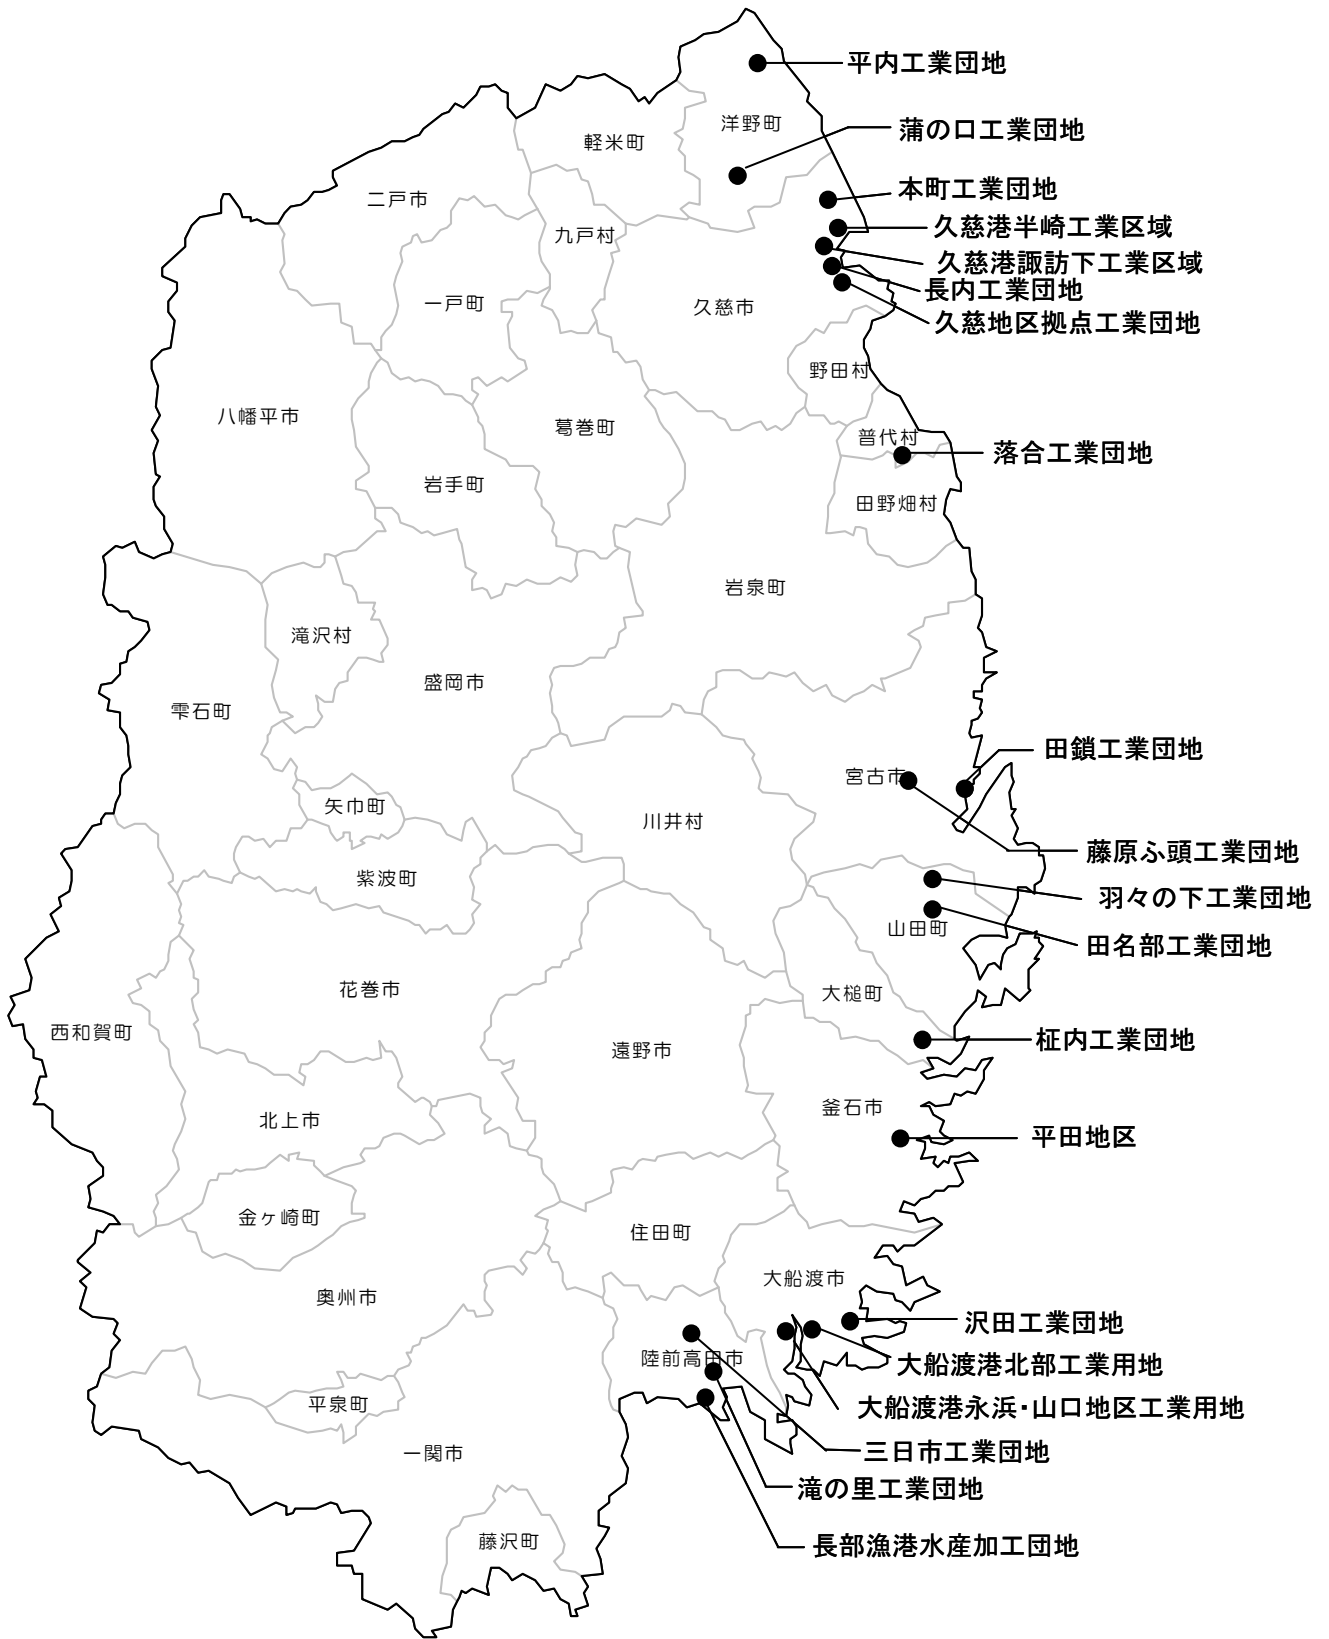 平内工業団地
洋野町
蒲の口工業団地
軽米町
本町工業団地
二戸市
久慈港半崎工業区域
九戸村
久慈港諏訪下工業区域
長内工業団地
一戸町
久慈市
久慈地区拠点工業団地
野田村
八幡平市
葛巻町
普代村
落合工業団地
岩手町
田野畑村
岩泉町
滝沢村
盛岡市
雫石町
田鎖工業団地
宮古市
矢巾町
川井村
藤原ふ頭工業団地
紫波町
羽々の下工業団地
山田町
田名部工業団地
花巻市
大槌町
西和賀町
遠野市
柾内工業団地
釜石市
北上市
平田地区
金ヶ崎町
住田町
大船渡市
奥州市
沢田工業団地
陸前高田市
大船渡港北部工業用地
平泉町
大船渡港永浜・山口地区工業用地
一関市
三日市工業団地
滝の里工業団地
藤沢町
長部漁港水産加工団地